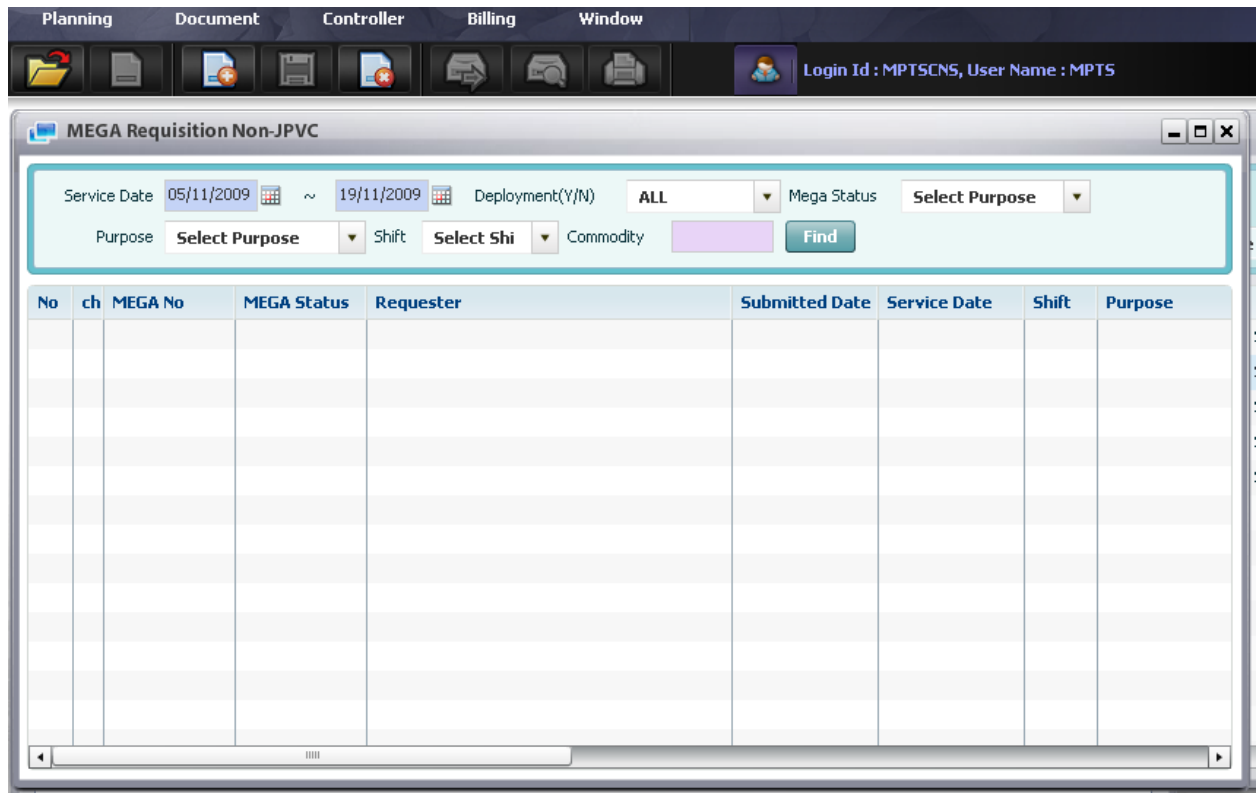 Planning Document Controller Billing Window
Login Id : MPTSCNS, User Name : MPTS
MEGA Requisition Non-JPVC
Service Date 05/11/2009 ~ 19/11/2009 Deployment(Y/N) ALL Mega Status Select Purpose
Purpose Select Purpose Shift Select Shi Commodity Find
No ch MEGA No MEGA Status Requester Submitted Date Service Date Shift Purpose